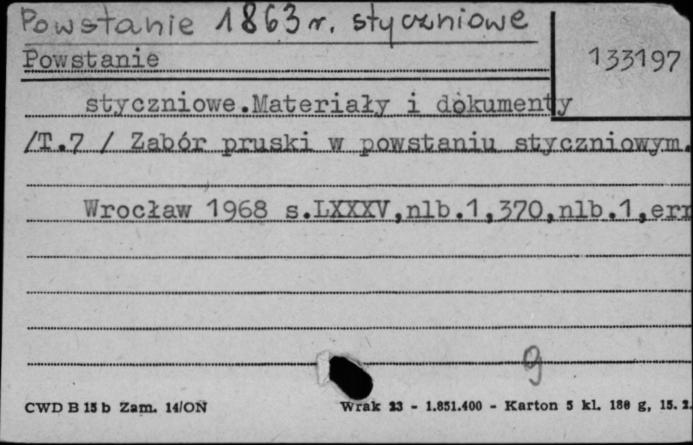 Powstanie 1863 r. styczniowe
133197
Powstanie
styczniowe.Materiały i dokumenty
/T.7 / Zabór pruski w powstaniu styczniowym.
Wrocław 1968 s.LXXXV,nlb.1,370,nlb.1,err
g
CWD B 15 b Zam. 14/ON
Wrak 23 - 1.851.400 - Karton 5 kl. 180 g, 15. 2.